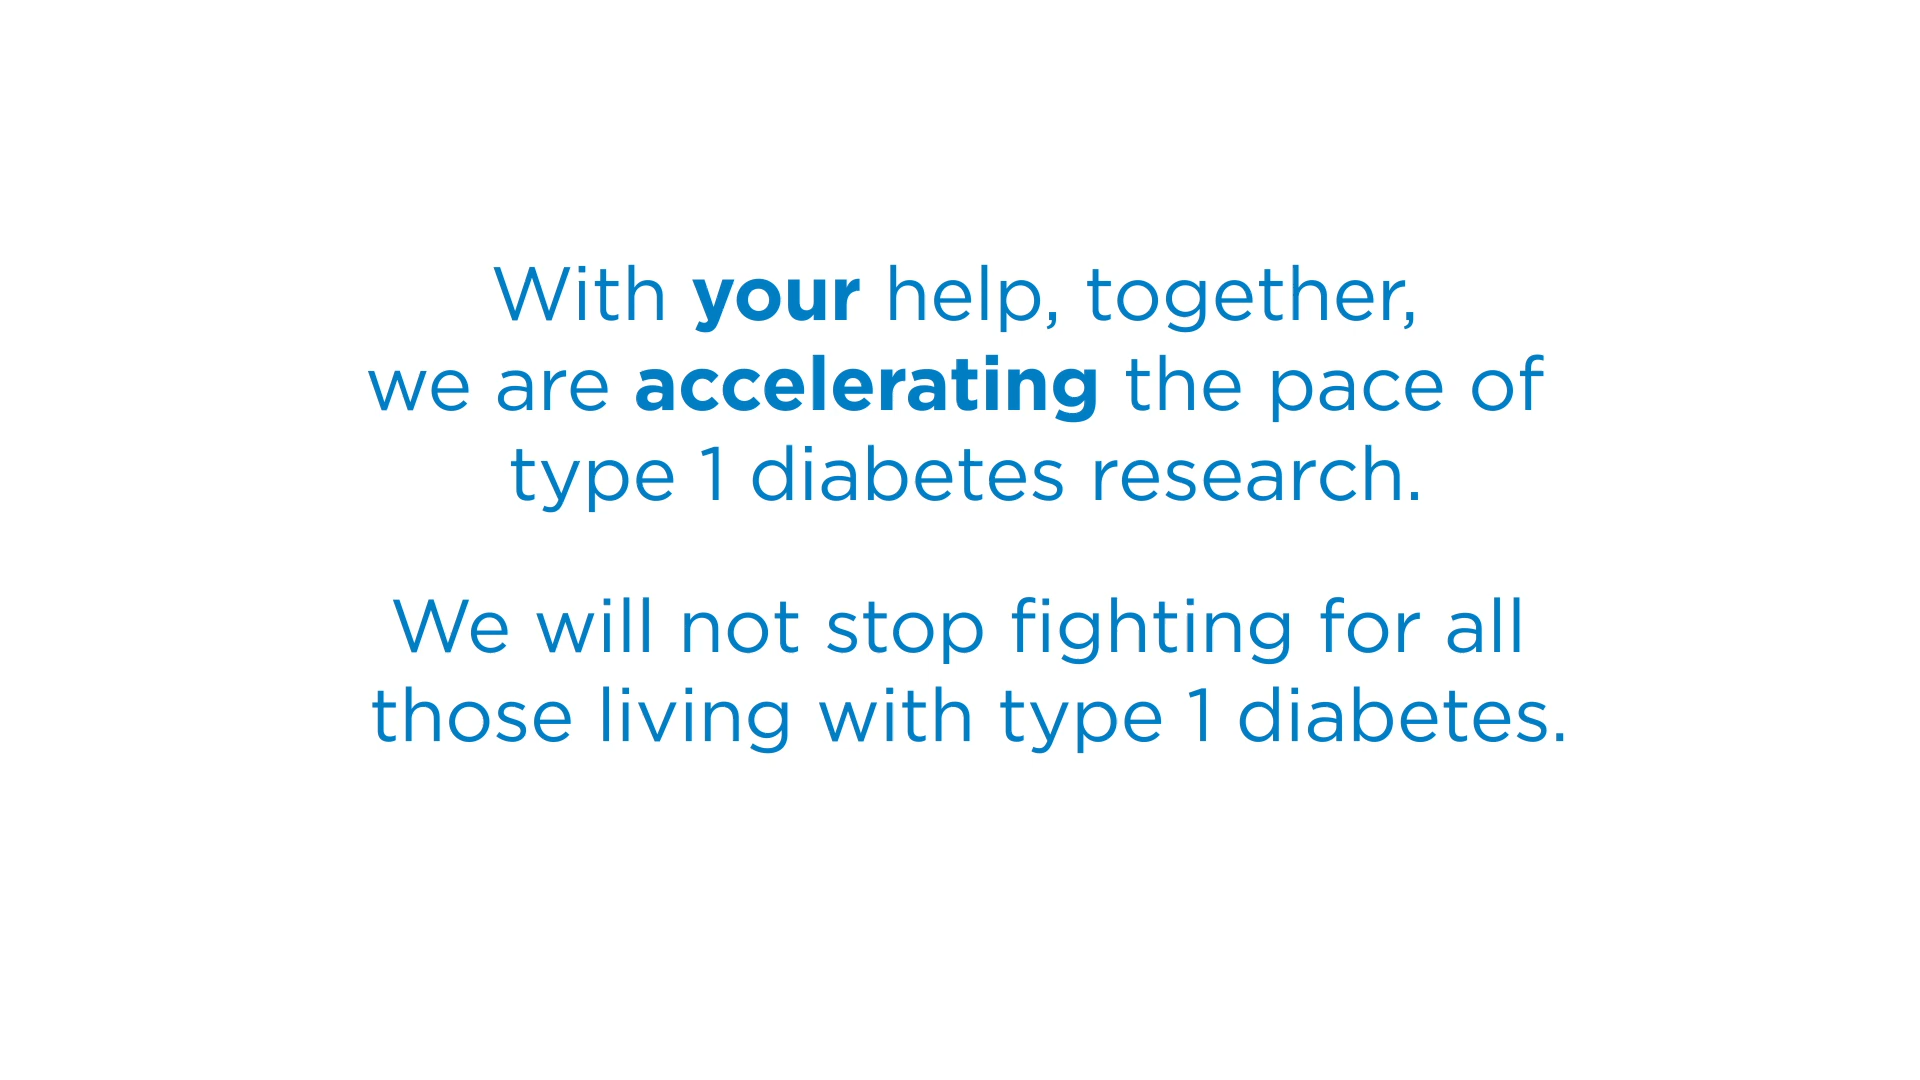 With your help, together,
we are accelerating the pace of
type 1 diabetes research.
We will not stop fighting for all
those living with type 1 diabetes.